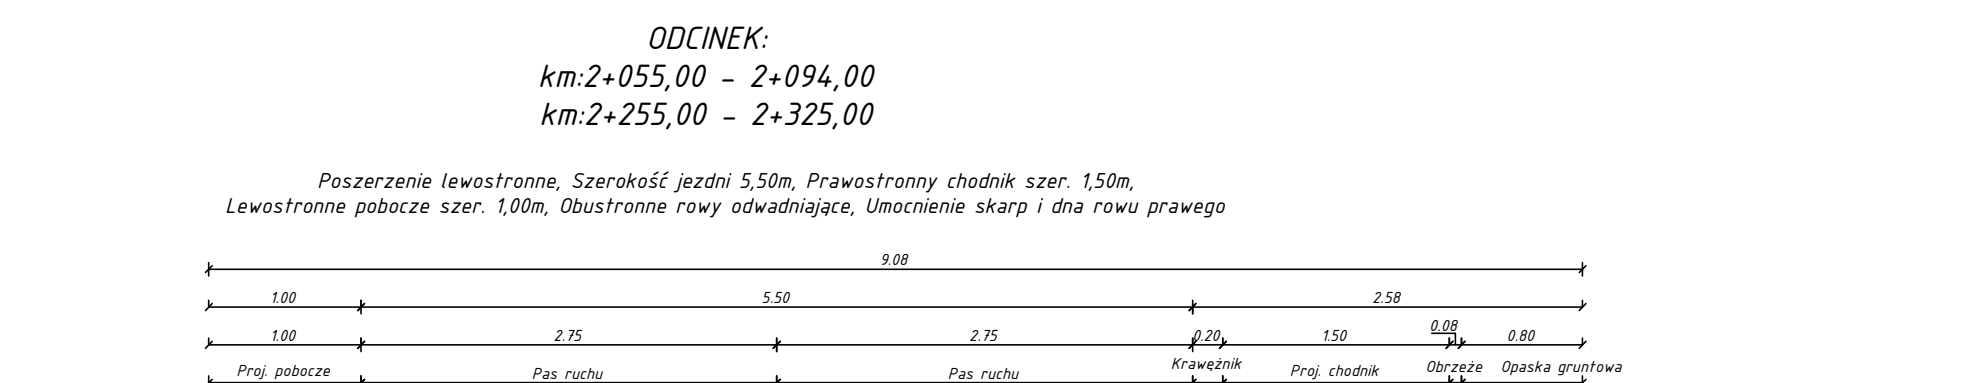 ODCINEK:
km:2+055,00 - 2+094,00
km:2+255,00 - 2+325,00
Poszerzenie lewostronne, Szerokość jezdni 5,50m, Prawostronny chodnik szer. 1,50m,
Lewostronne pobocze szer. 1,00m, Obustronne rowy odwadniające, Umocnienie skarp i dna rowu prawego
9.08
1.00 5.50 2.58
1.00 2.75 2.75 0.20 1.50 0.08 0.80
Proj. pobocze Pas ruchu Pas ruchu Krawężnik Proj. chodnik Obrzeże Opaska gruntowa